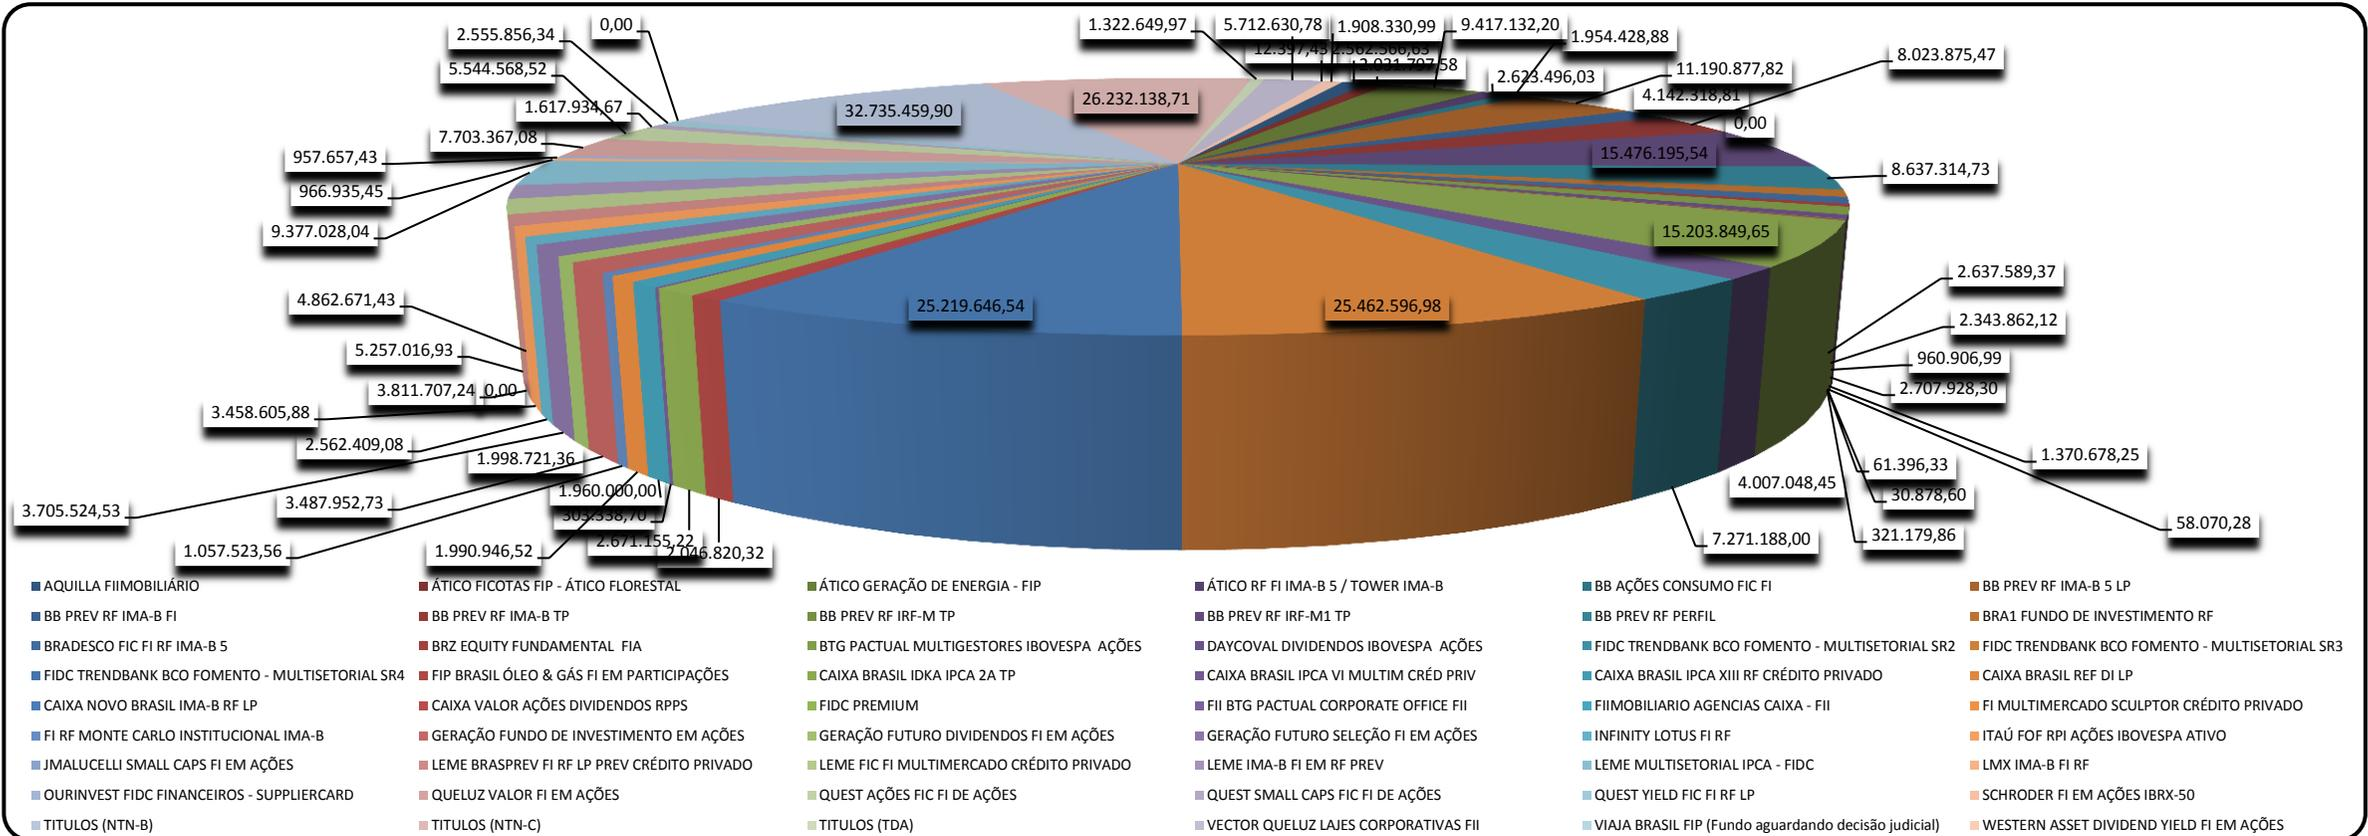 0,00
1.322.649,97
5.712.630,78
1.908.330,99
9.417.132,20
2.555.856,34
1.954.428,88
12.397,43
2.562.566,63
8.023.875,47
5.544.568,52
2.031.797,58
2.623.496,03
11.190.877,82
26.232.138,71
4.142.318,81
1.617.934,67
32.735.459,90
0,00
7.703.367,08
957.657,43
15.476.195,54
8.637.314,73
966.935,45
9.377.028,04
15.203.849,65
2.637.589,37
4.862.671,43
25.219.646,54
25.462.596,98
2.343.862,12
5.257.016,93
960.906,99
3.811.707,24
0,00
2.707.928,30
3.458.605,88
2.562.409,08
1.370.678,25
1.998.721,36
61.396,33
4.007.048,45
1.960.000,00
30.878,60
3.487.952,73
3.705.524,53
303.338,70
58.070,28
321.179,86
7.271.188,00
2.671.155,22
1.057.523,56
1.990.946,52
2.046.820,32
AQUILLA FIIMOBILIÁRIO
ÁTICO FICOTAS FIP - ÁTICO FLORESTAL
ÁTICO GERAÇÃO DE ENERGIA - FIP
ÁTICO RF FI IMA-B 5 / TOWER IMA-B
BB AÇÕES CONSUMO FIC FI
BB PREV RF IMA-B 5 LP
BB PREV RF IMA-B FI
BB PREV RF IMA-B TP
BB PREV RF IRF-M TP
BB PREV RF IRF-M1 TP
BB PREV RF PERFIL
BRA1 FUNDO DE INVESTIMENTO RF
BRADESCO FIC FI RF IMA-B 5
BRZ EQUITY FUNDAMENTAL  FIA
BTG PACTUAL MULTIGESTORES IBOVESPA  AÇÕES
DAYCOVAL DIVIDENDOS IBOVESPA  AÇÕES
FIDC TRENDBANK BCO FOMENTO - MULTISETORIAL SR2
FIDC TRENDBANK BCO FOMENTO - MULTISETORIAL SR3
FIDC TRENDBANK BCO FOMENTO - MULTISETORIAL SR4
FIP BRASIL ÓLEO & GÁS FI EM PARTICIPAÇÕES
CAIXA BRASIL IDKA IPCA 2A TP
CAIXA BRASIL IPCA VI MULTIM CRÉD PRIV
CAIXA BRASIL IPCA XIII RF CRÉDITO PRIVADO
CAIXA BRASIL REF DI LP
CAIXA NOVO BRASIL IMA-B RF LP
CAIXA VALOR AÇÕES DIVIDENDOS RPPS
FIDC PREMIUM
FII BTG PACTUAL CORPORATE OFFICE FII
FIIMOBILIARIO AGENCIAS CAIXA - FII
FI MULTIMERCADO SCULPTOR CRÉDITO PRIVADO
FI RF MONTE CARLO INSTITUCIONAL IMA-B
GERAÇÃO FUNDO DE INVESTIMENTO EM AÇÕES
GERAÇÃO FUTURO DIVIDENDOS FI EM AÇÕES
GERAÇÃO FUTURO SELEÇÃO FI EM AÇÕES
INFINITY LOTUS FI RF
ITAÚ FOF RPI AÇÕES IBOVESPA ATIVO
JMALUCELLI SMALL CAPS FI EM AÇÕES
LEME BRASPREV FI RF LP PREV CRÉDITO PRIVADO
LEME FIC FI MULTIMERCADO CRÉDITO PRIVADO
LEME IMA-B FI EM RF PREV
LEME MULTISETORIAL IPCA - FIDC
LMX IMA-B FI RF
OURINVEST FIDC FINANCEIROS - SUPPLIERCARD
QUELUZ VALOR FI EM AÇÕES
QUEST AÇÕES FIC FI DE AÇÕES
QUEST SMALL CAPS FIC FI DE AÇÕES
QUEST YIELD FIC FI RF LP
SCHRODER FI EM AÇÕES IBRX-50
TITULOS (NTN-B)
TITULOS (NTN-C)
TITULOS (TDA)
VECTOR QUELUZ LAJES CORPORATIVAS FII
VIAJA BRASIL FIP (Fundo aguardando decisão judicial)
WESTERN ASSET DIVIDEND YIELD FI EM AÇÕES